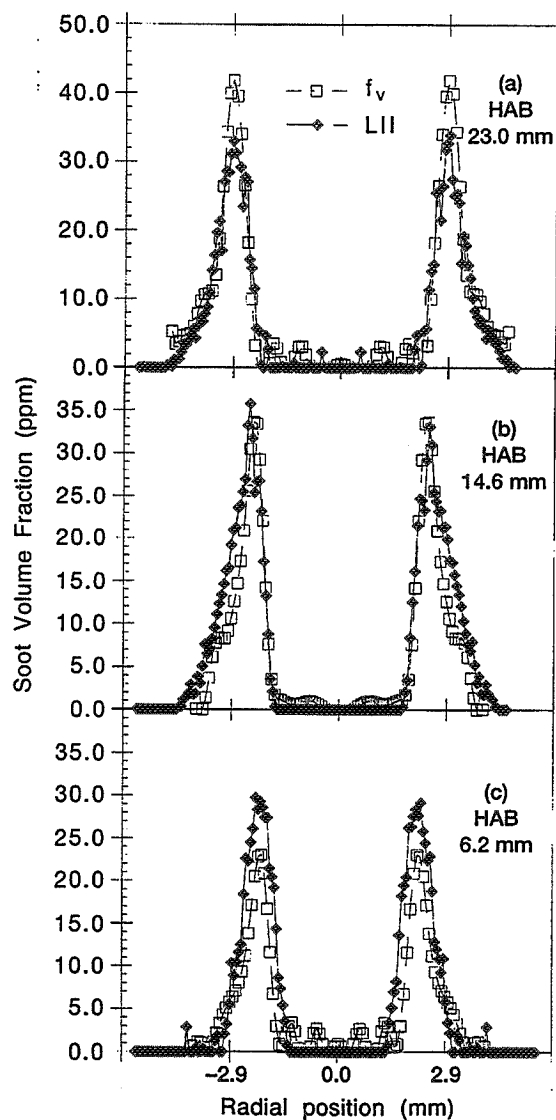 50.0
40.0
30.0
20.0
10.0
0.0
f_v
LII
(a)
HAB
23.0 mm
35.0
30.0
25.0
20.0
15.0
10.0
5.0
0.0
(b)
HAB
14.6 mm
30.0
25.0
20.0
15.0
10.0
5.0
0.0
(c)
HAB
6.2 mm
Soot Volume Fraction (ppm)
−2.9 0.0 2.9
Radial position (mm)